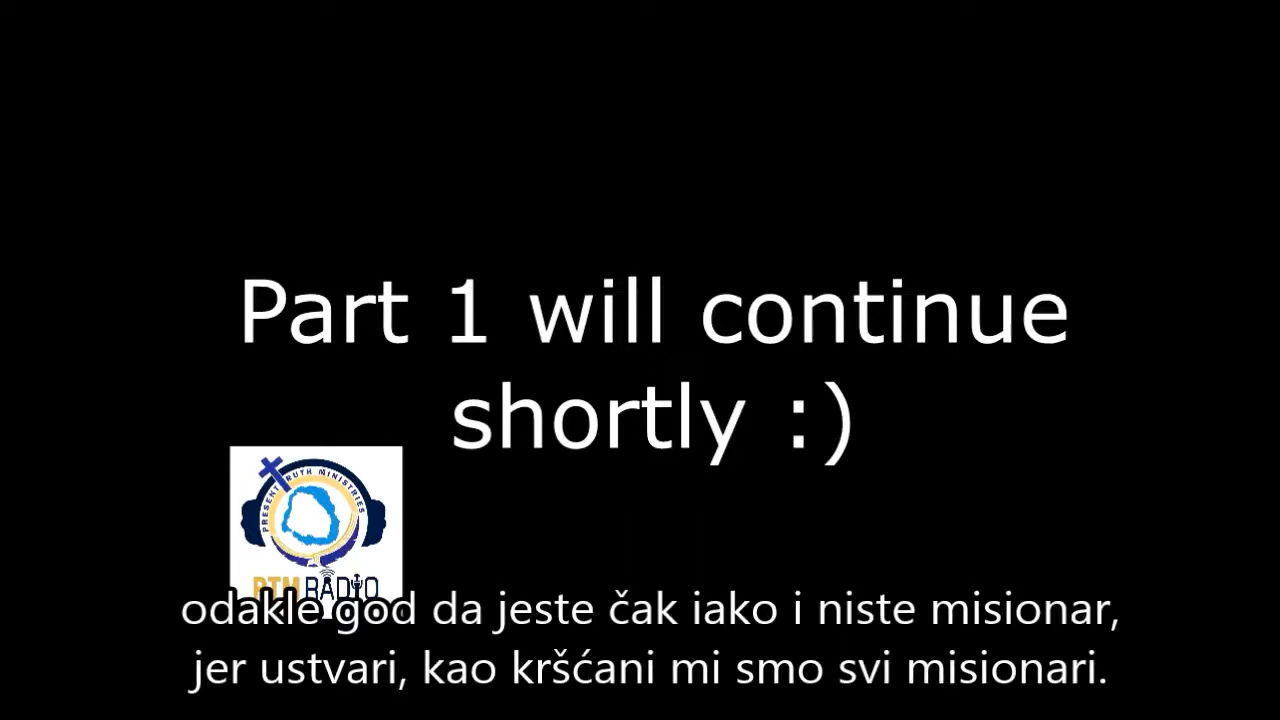 Part 1 will continue
shortly :)
PRESENT TRUTH MINISTRIES
PTM RADIO
odakle god da jeste čak iako i niste misionar,
jer ustvari, kao kršćani mi smo svi misionari.